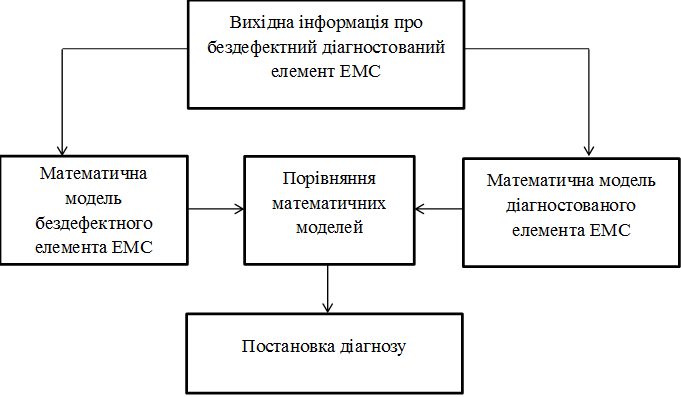 Вихідна інформація про
бездефектний діагностований
елемент ЕМС
Математична
модель
бездефектного
елемента ЕМС
Порівняння
математичних
моделей
Математична модель
діагностованого
елемента ЕМС
Постановка діагнозу